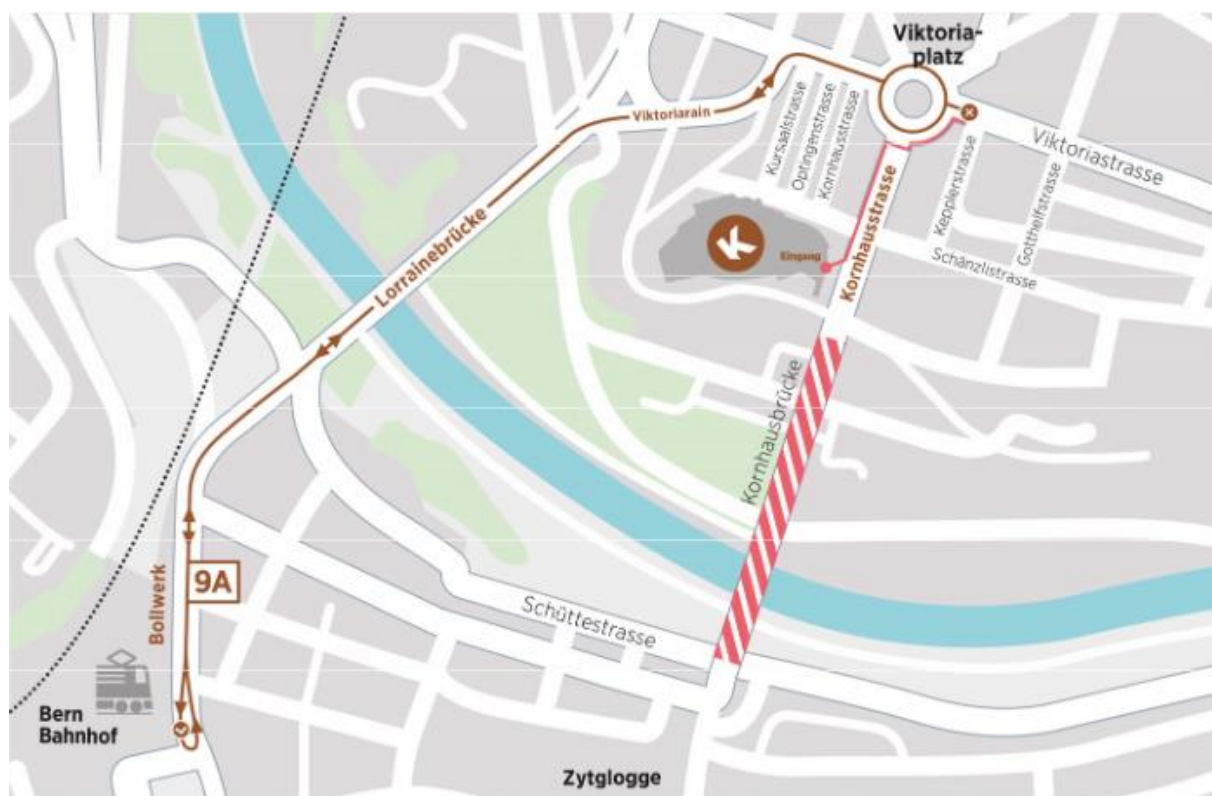 Viktoria-
platz
Viktoriarain
Kursaalstrasse
Optingenstrasse
Kornhausstrasse
Viktoriastrasse
Kepplerstrasse
Gotthelfstrasse
Schänzlistrasse
K
Eingang
Kornhausstrasse
Lorrainebrücke
Kornhausbrücke
9A
Bollwerk
Schüttestrasse
Bern
Bahnhof
Zytglogge